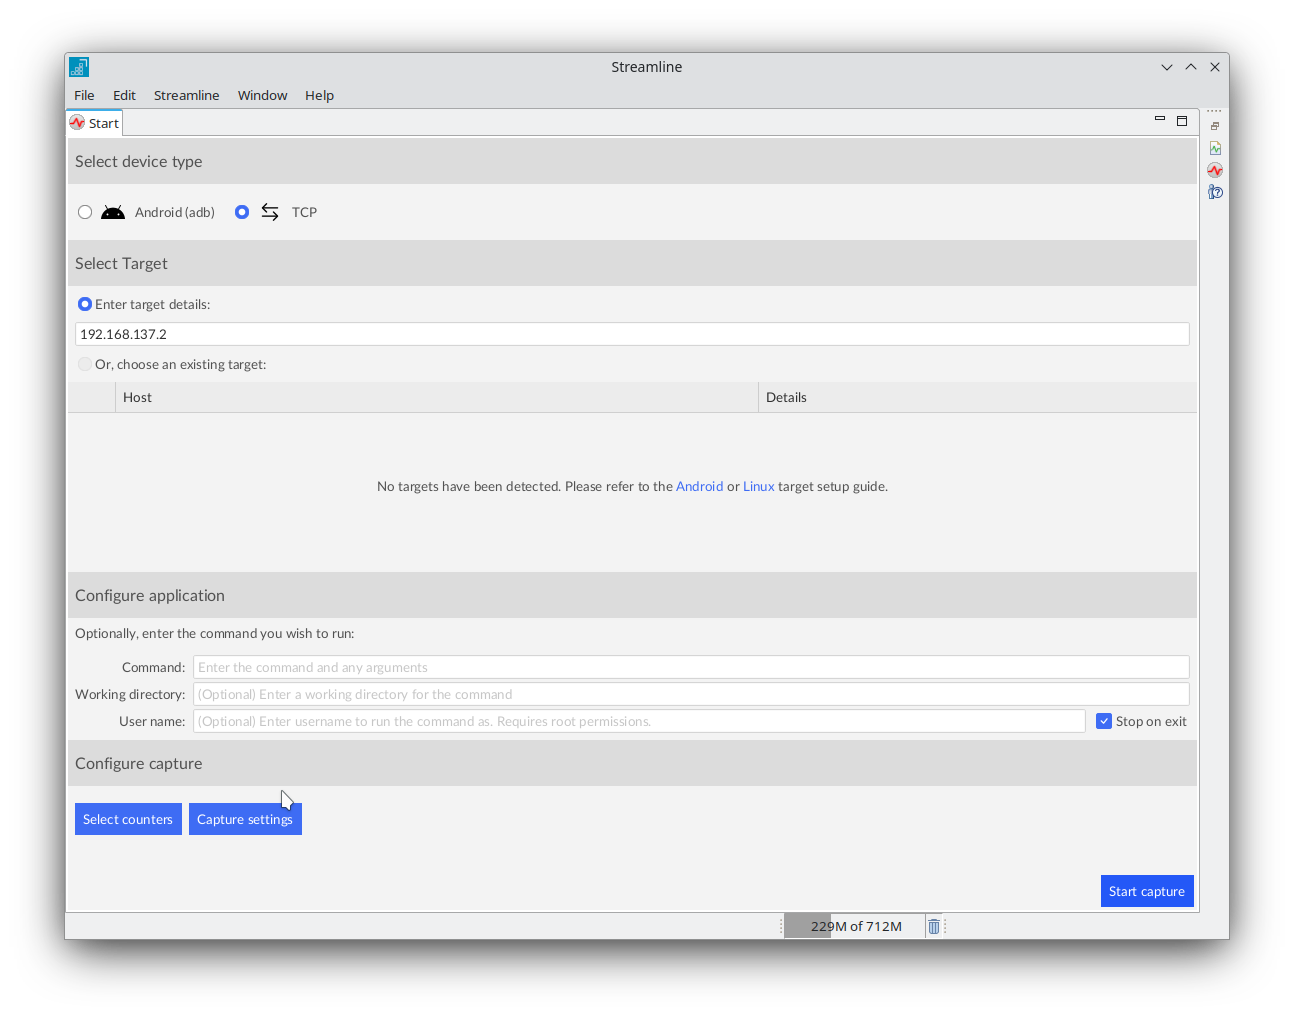 Streamline
File Edit Streamline Window Help
Start
Select device type
Android (adb) TCP
Select Target
Enter target details:
192.168.137.2
Or, choose an existing target:
Host Details
No targets have been detected. Please refer to the Android or Linux target setup guide.
Configure application
Optionally, enter the command you wish to run:
Command: Enter the command and any arguments
Working directory: (Optional) Enter a working directory for the command
User name: (Optional) Enter username to run the command as. Requires root permissions. Stop on exit
Configure capture
Select counters Capture settings
Start capture
229M of 712M